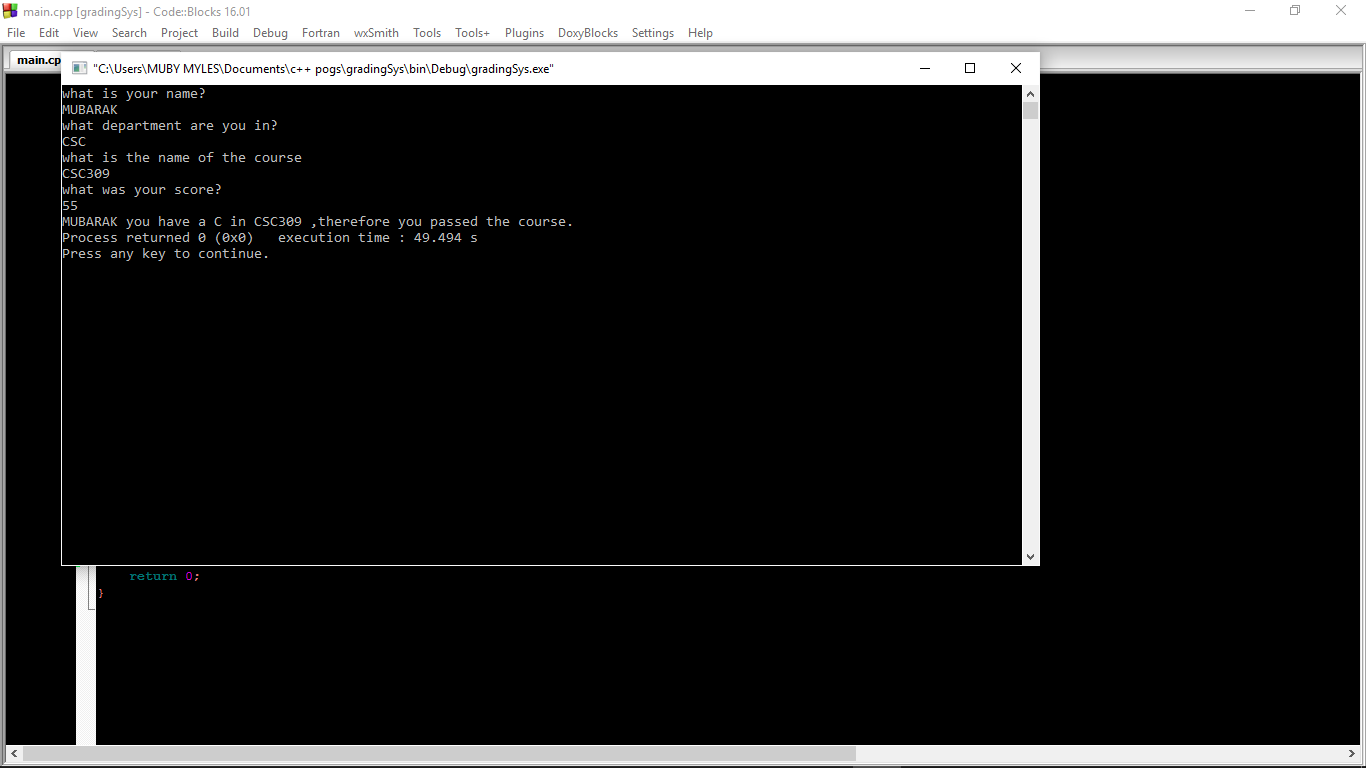 main.cpp [gradingSys] - Code::Blocks 16.01
File Edit View Search Project Build Debug Fortran wxSmith Tools Tools+ Plugins DoxyBlocks Settings Help
main.cp
"C:\Users\MUBY MYLES\Documents\c++ pogs\gradingSys\bin\Debug\gradingSys.exe"
what is your name?
MUBARAK
what department are you in?
CSC
what is the name of the course
CSC309
what was your score?
55
MUBARAK you have a C in CSC309 ,therefore you passed the course.
Process returned 0 (0x0)   execution time : 49.494 s
Press any key to continue.
return 0;
}